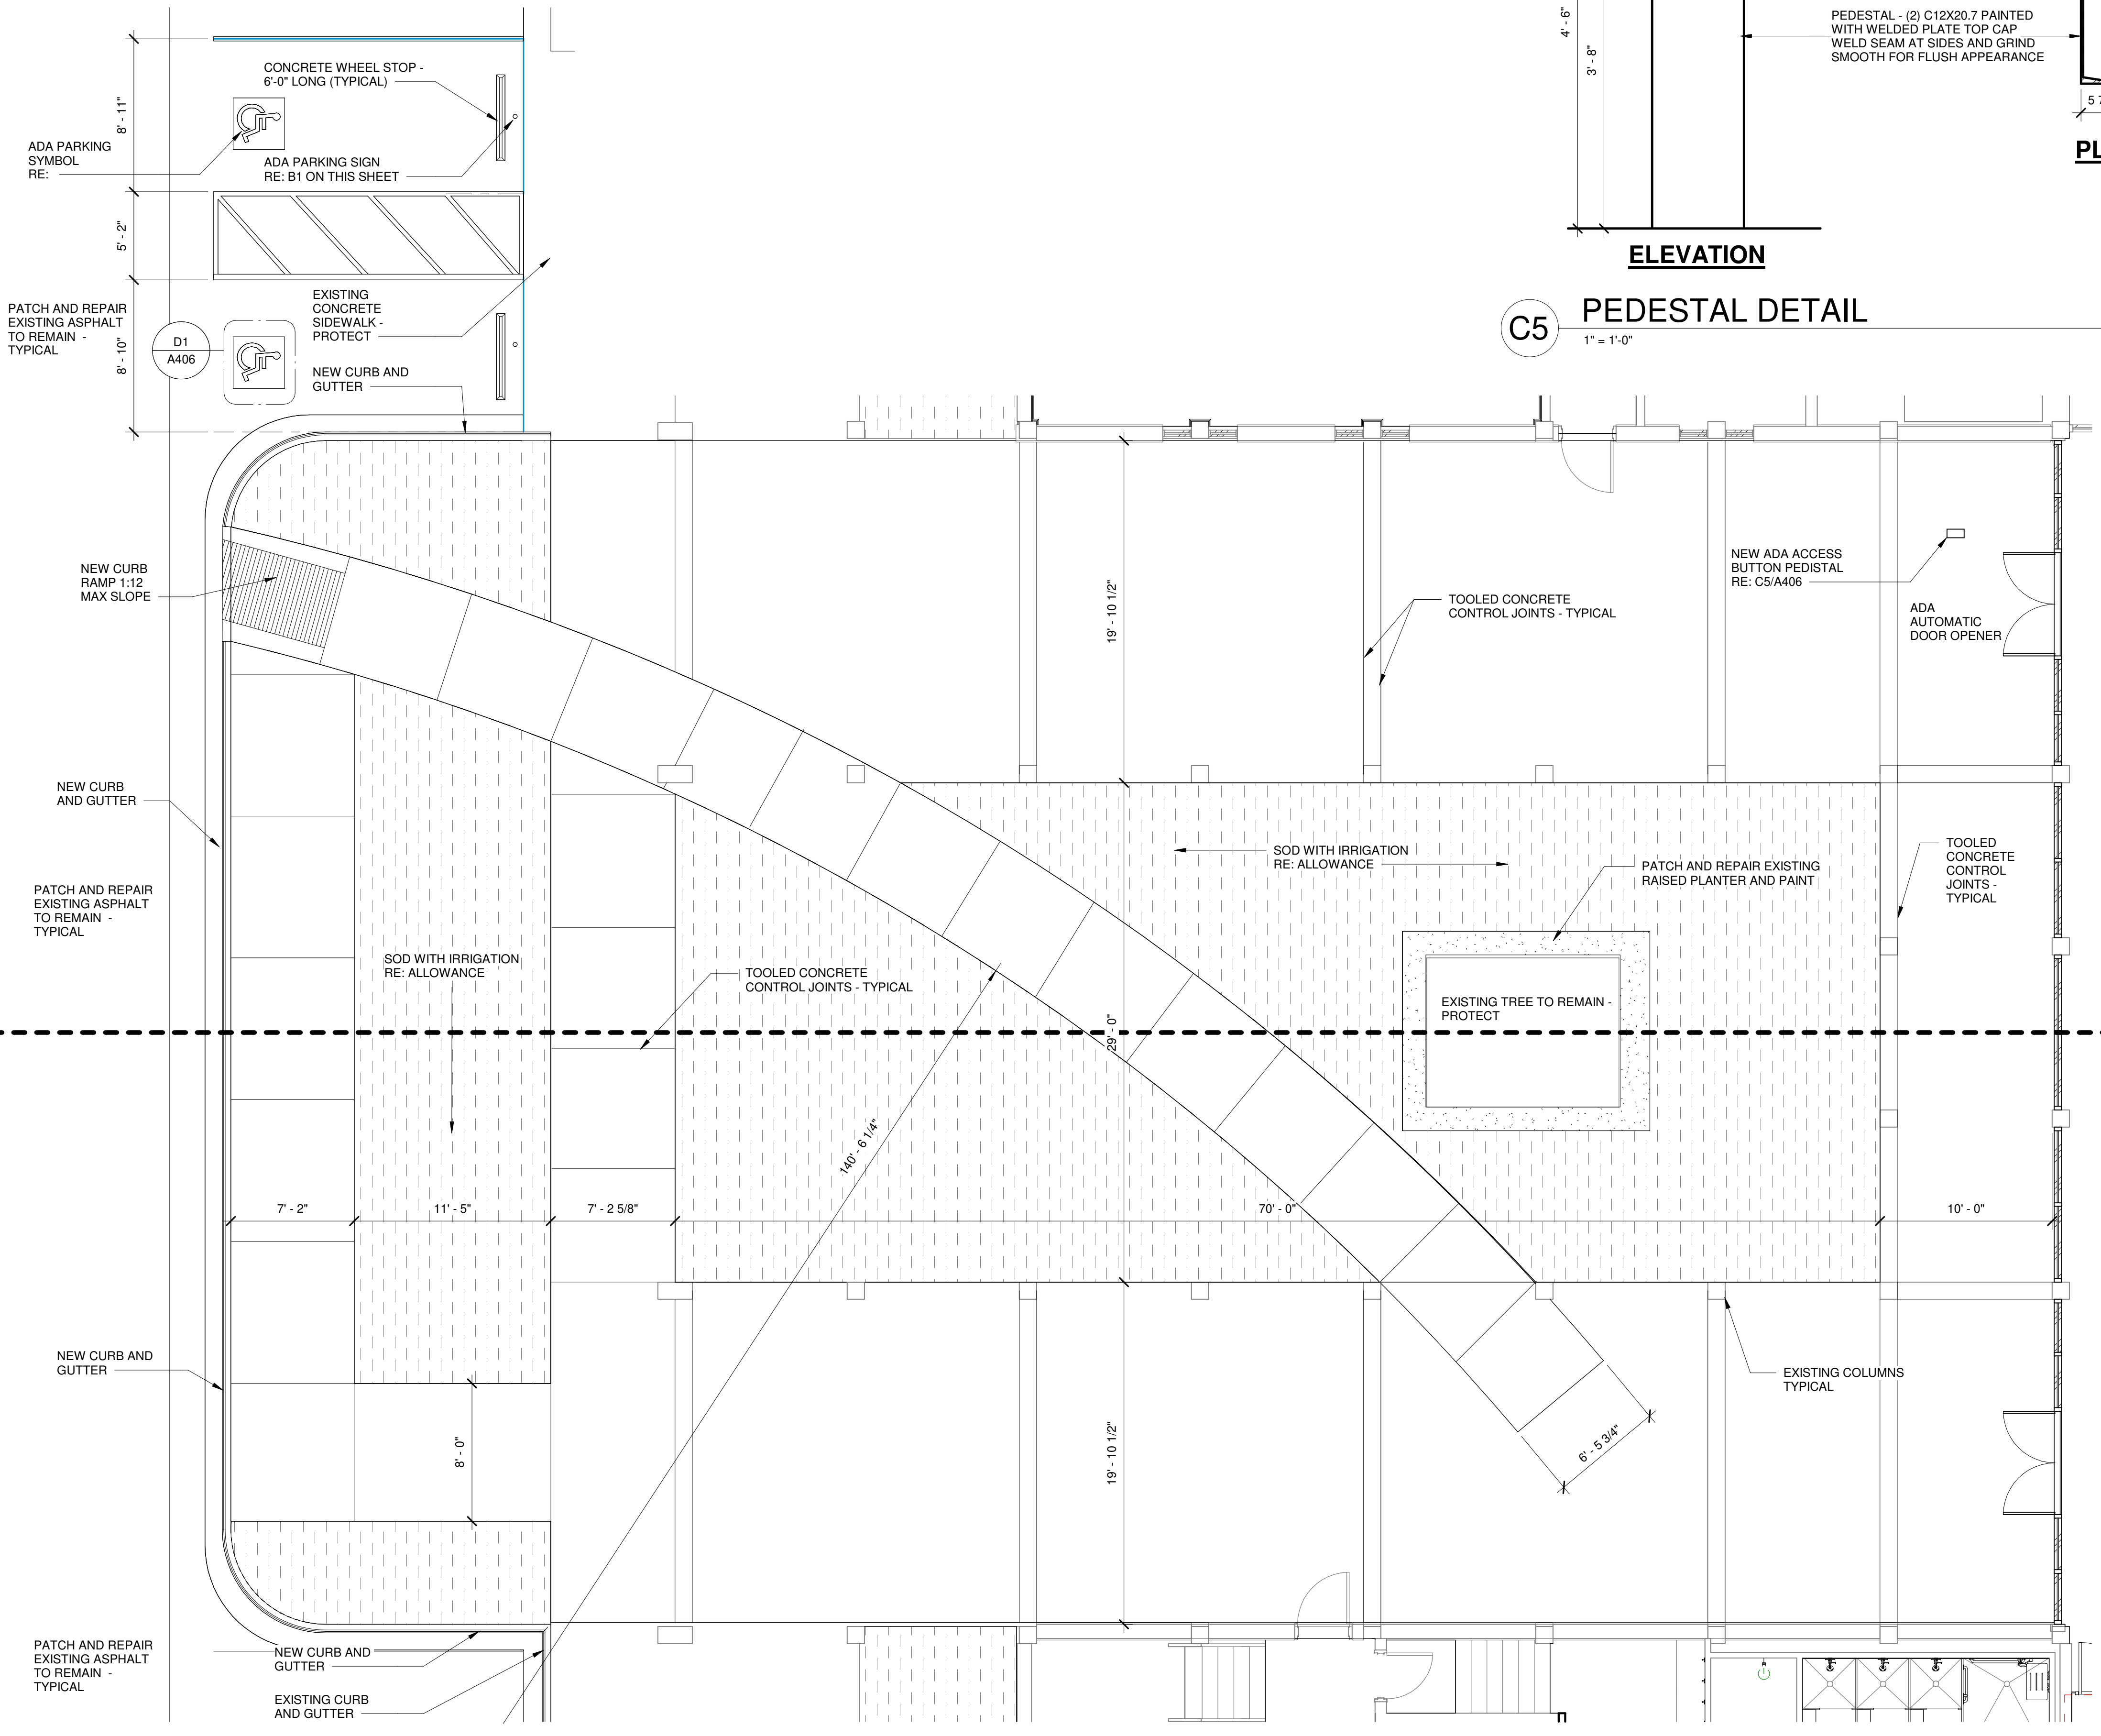 PEDESTAL - (2) C12X20.7 PAINTED
WITH WELDED PLATE TOP CAP
WELD SEAM AT SIDES AND GRIND
SMOOTH FOR FLUSH APPEARANCE
4' - 6"
3' - 8"
5 7
PL
ELEVATION
C5
PEDESTAL DETAIL
1" = 1'-0"
CONCRETE WHEEL STOP -
6'-0" LONG (TYPICAL)
8' - 11"
ADA PARKING
SYMBOL
RE:
ADA PARKING SIGN
RE: B1 ON THIS SHEET
5' - 2"
EXISTING
CONCRETE
SIDEWALK -
PROTECT
PATCH AND REPAIR
EXISTING ASPHALT
TO REMAIN -
TYPICAL
8' - 10"
D1
A406
NEW CURB AND
GUTTER
NEW CURB
RAMP 1:12
MAX SLOPE
19' - 10 1/2"
TOOLED CONCRETE
CONTROL JOINTS - TYPICAL
NEW ADA ACCESS
BUTTON PEDISTAL
RE: C5/A406
ADA
AUTOMATIC
DOOR OPENER
NEW CURB
AND GUTTER
SOD WITH IRRIGATION
RE: ALLOWANCE
PATCH AND REPAIR EXISTING
RAISED PLANTER AND PAINT
TOOLED
CONCRETE
CONTROL
JOINTS -
TYPICAL
PATCH AND REPAIR
EXISTING ASPHALT
TO REMAIN -
TYPICAL
SOD WITH IRRIGATION
RE: ALLOWANCE
TOOLED CONCRETE
CONTROL JOINTS - TYPICAL
EXISTING TREE TO REMAIN -
PROTECT
29' - 0"
140' - 6 1/4"
7' - 2"
11' - 5"
7' - 2 5/8"
70' - 0"
10' - 0"
NEW CURB AND
GUTTER
EXISTING COLUMNS
TYPICAL
8' - 0"
19' - 10 1/2"
6' - 5 3/4"
PATCH AND REPAIR
EXISTING ASPHALT
TO REMAIN -
TYPICAL
NEW CURB AND
GUTTER
EXISTING CURB
AND GUTTER